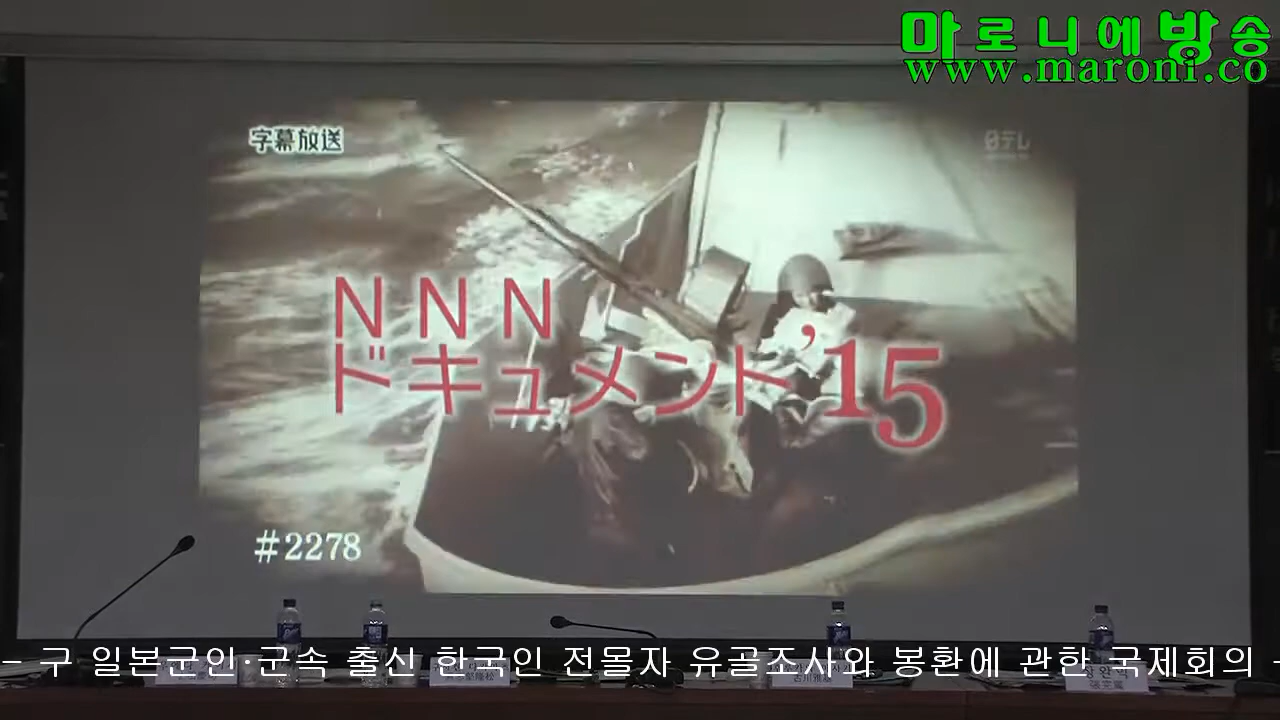 마로니에방송
www.maroni.co
字幕放送
日テレ
NNN
ドキュメント'15
#2278
- 구 일본군인·군속 출신 한국인 전몰자 유골조사와 봉환에 관한 국제회의 -